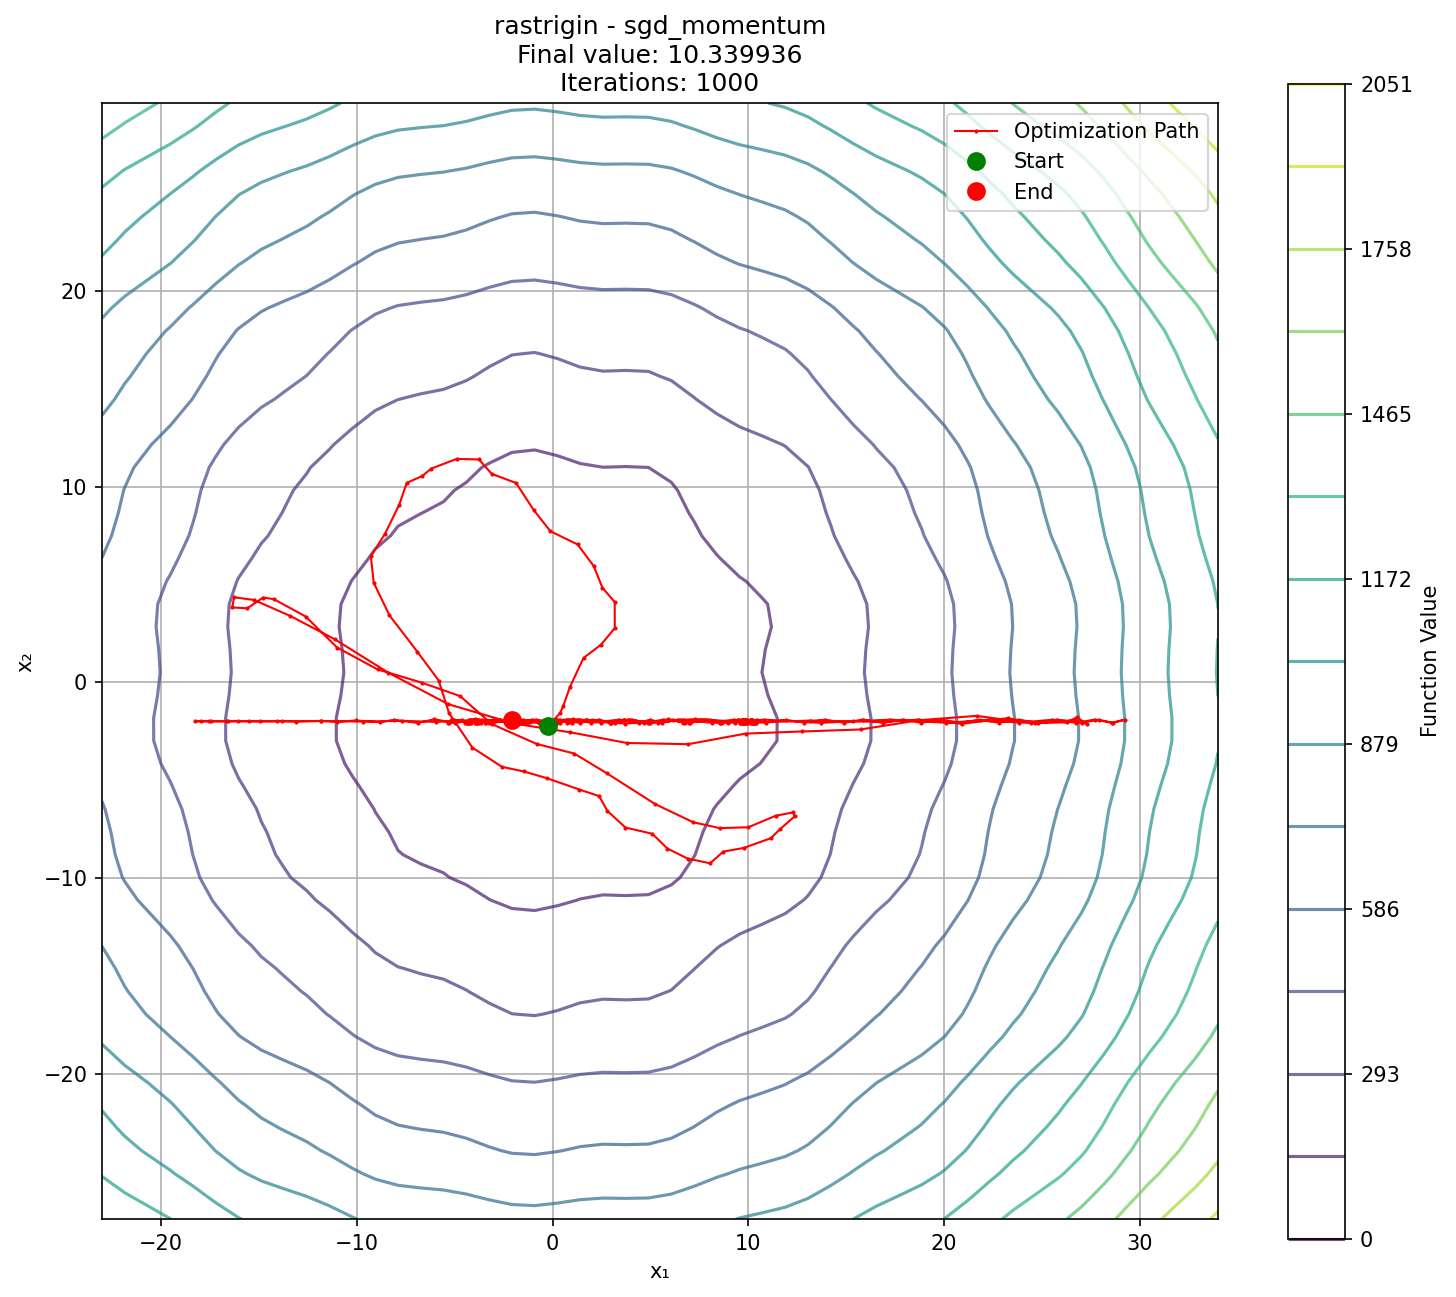 rastrigin - sgd_momentum
Final value: 10.339936
Iterations: 1000
Optimization Path
Start
End
20
10
0
−10
−20
x₂
−20
−10
0
10
20
30
x₁
2051
1758
1465
1172
879
586
293
0
Function Value